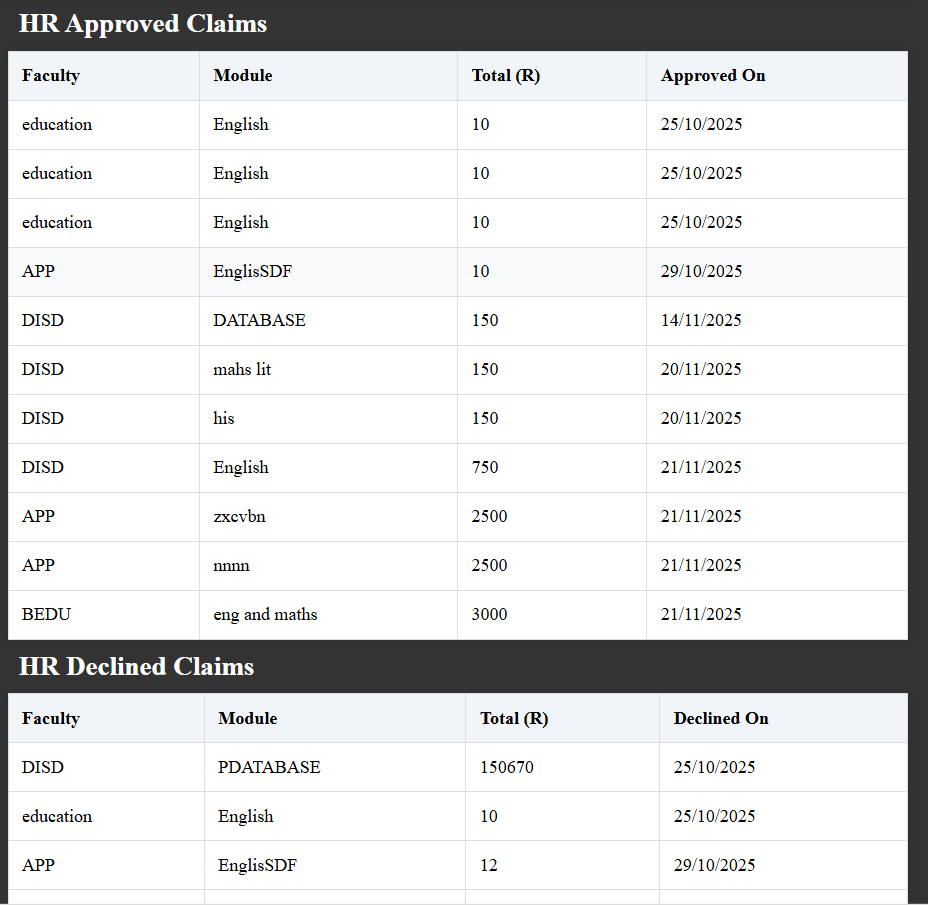 HR Approved Claims
Faculty Module Total (R) Approved On
education English 10 25/10/2025
education English 10 25/10/2025
education English 10 25/10/2025
APP EnglisSDF 10 29/10/2025
DISD DATABASE 150 14/11/2025
DISD mahs lit 150 20/11/2025
DISD his 150 20/11/2025
DISD English 750 21/11/2025
APP zxcvbn 2500 21/11/2025
APP nnnn 2500 21/11/2025
BEDU eng and maths 3000 21/11/2025
HR Declined Claims
Faculty Module Total (R) Declined On
DISD PDATABASE 150670 25/10/2025
education English 10 25/10/2025
APP EnglisSDF 12 29/10/2025